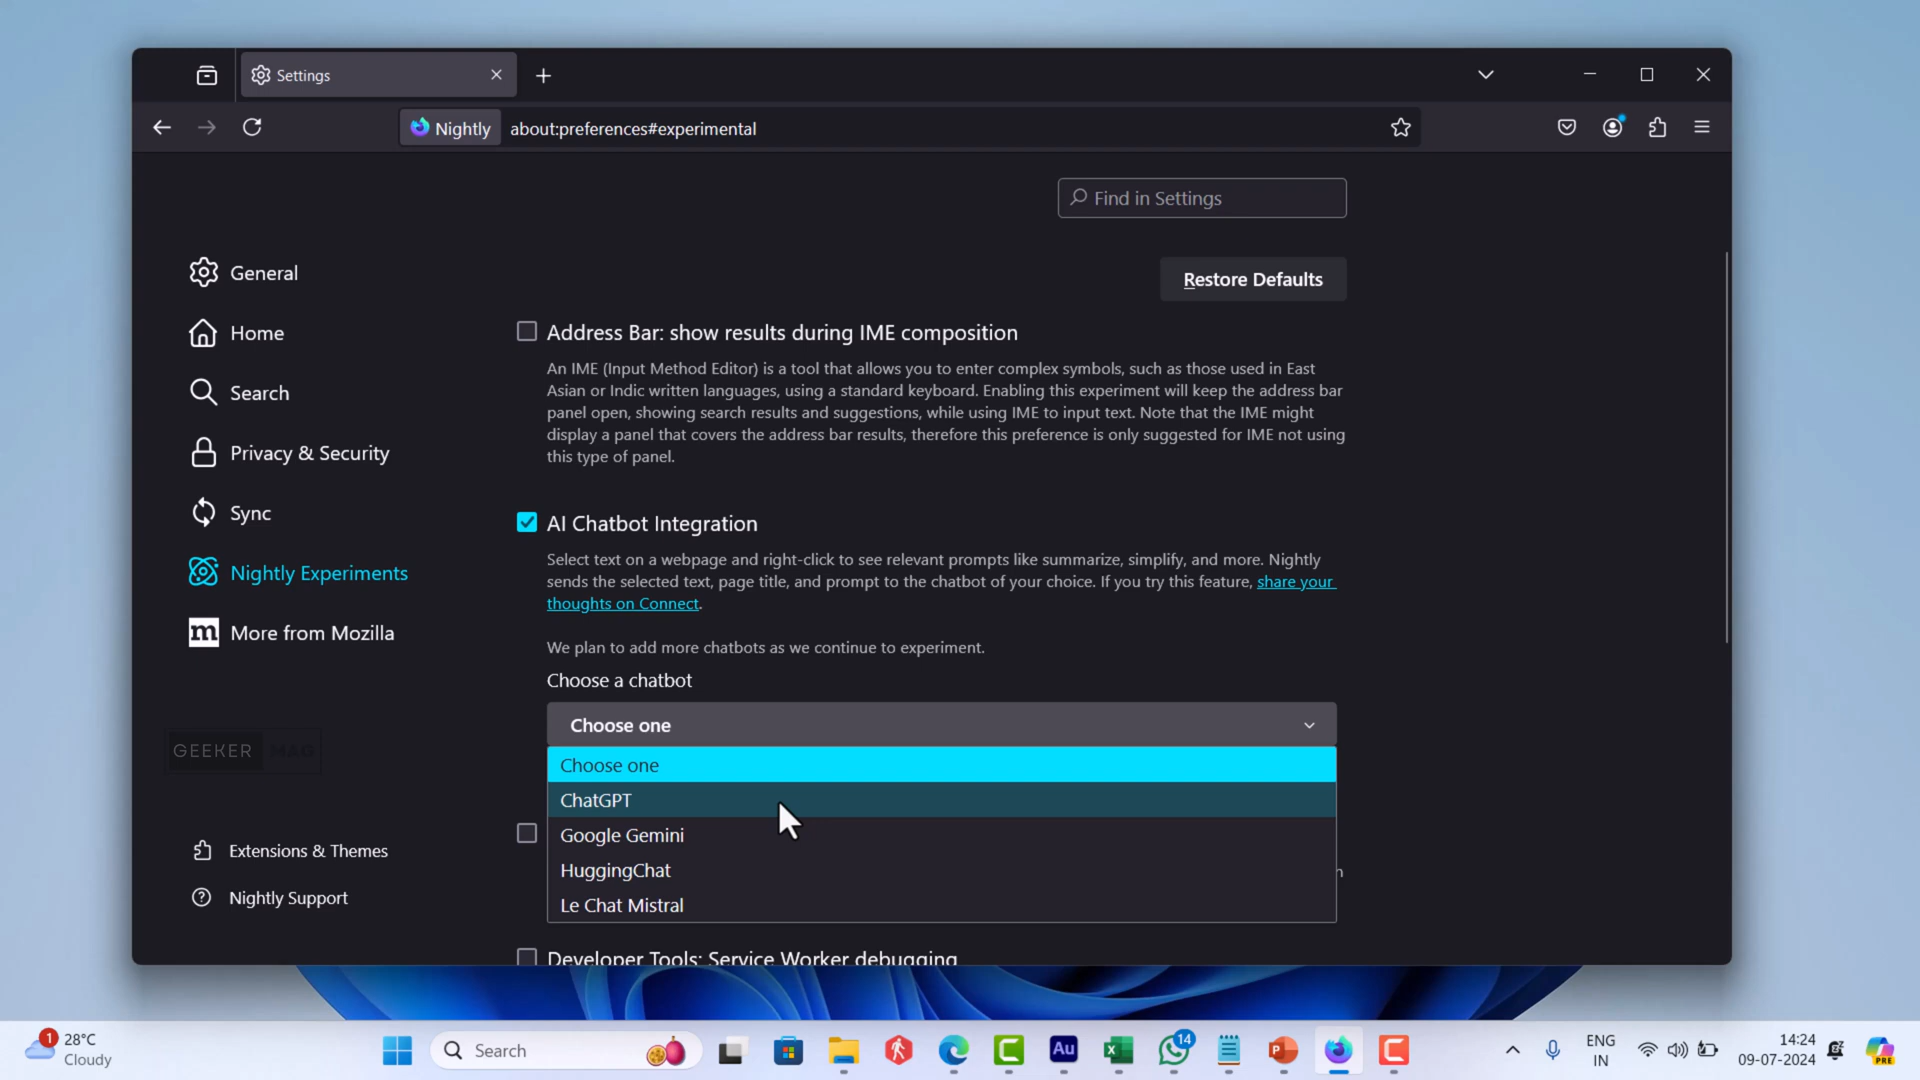 Settings
Nightly
about:preferences#experimental
Find in Settings
General
Home
Search
Privacy & Security
Sync
Nightly Experiments
More from Mozilla
GEEKER MAG
Extensions & Themes
Nightly Support
Restore Defaults
Address Bar: show results during IME composition
An IME (Input Method Editor) is a tool that allows you to enter complex symbols, such as those used in East
Asian or Indic written languages, using a standard keyboard. Enabling this experiment will keep the address bar
panel open, showing search results and suggestions, while using IME to input text. Note that the IME might
display a panel that covers the address bar results, therefore this preference is only suggested for IME not using
this type of panel.
AI Chatbot Integration
Select text on a webpage and right-click to see relevant prompts like summarize, simplify, and more. Nightly
sends the selected text, page title, and prompt to the chatbot of your choice. If you try this feature, share your
thoughts on Connect.
We plan to add more chatbots as we continue to experiment.
Choose a chatbot
Choose one
Choose one
ChatGPT
Google Gemini
HuggingChat
Le Chat Mistral
n
Developer Tools: Service Worker debugging
1
28°C
Cloudy
Search
Au
14
ENG
IN
14:24
09-07-2024
PRE